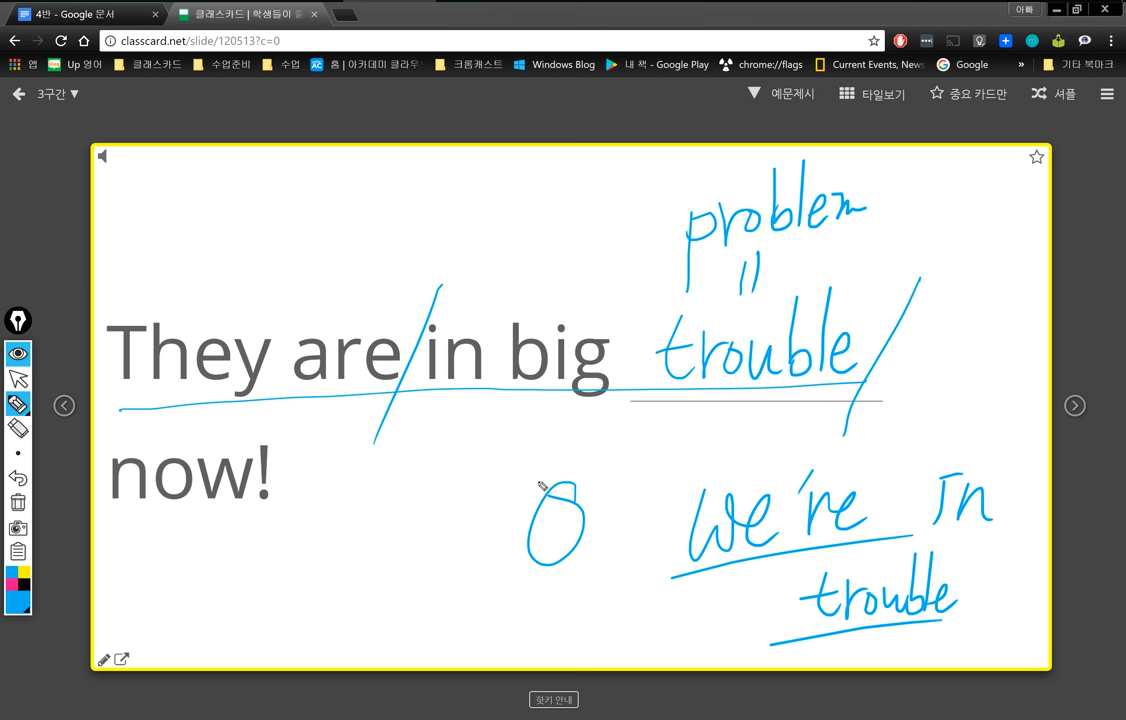 4반 - Google 문서
클래스카드 | 학생들이 즐
아빠
classcard.net/slide/120513?c=0
앱 Up 영어 클래스카드 수업준비 수업 홈 | 아카데미 클라우 크롬캐스트 Windows Blog 내 책 - Google Play chrome://flags Current Events, News Google » 기타 북마크
3구간 ▼ ▼ 예문제시 타일보기 중요 카드만 셔플
problem
They are in big trouble
now!
we're in
trouble
핫키 안내